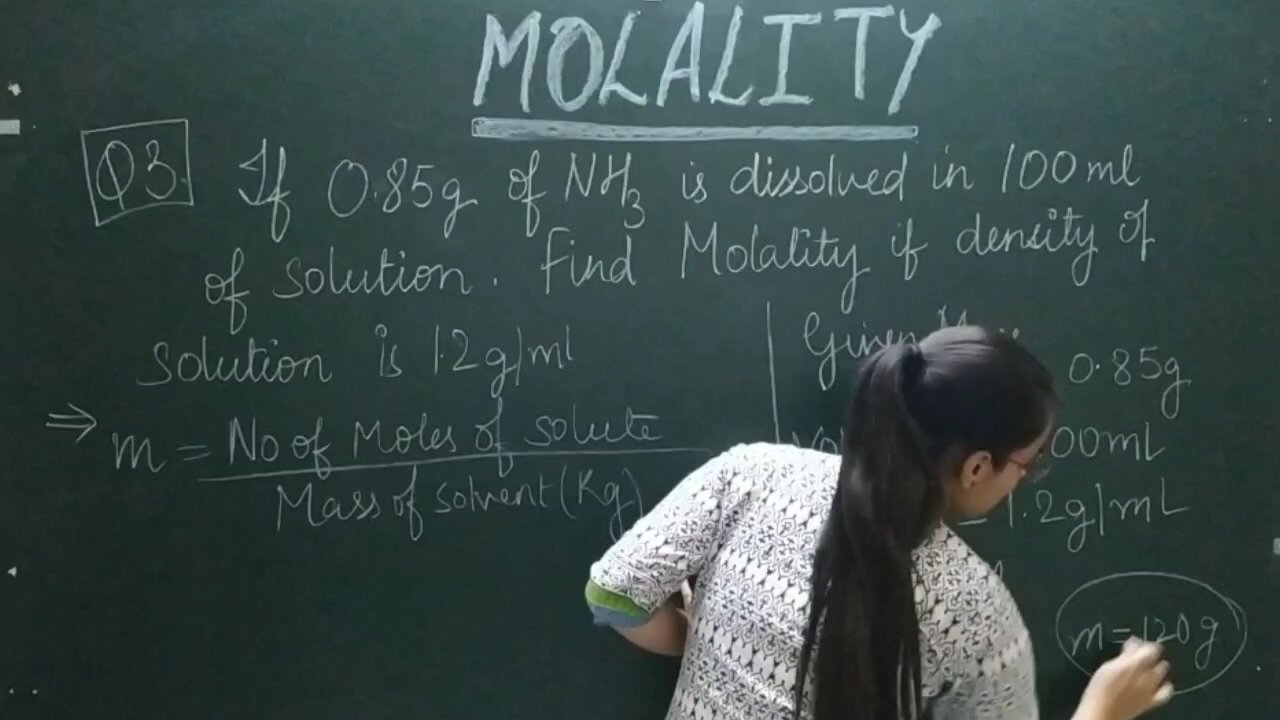 MOLALITY
Q3. If 0.85g of NH3 is dissolved in 100ml
of solution. Find Molality if density of
solution is 1.2g/ml
⇒ m = No of Moles of solute
Mass of solvent (Kg)
Given
0.85g
00mL
= 1.2g/mL
m = 120g